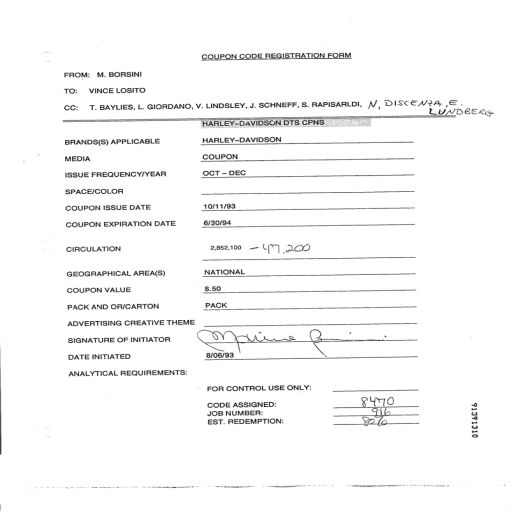 COUPON CODE REGISTRATION FORM
FROM: M. BORSINI
TO: VINCE LOSITO
CC: T. BAYLIES, L. GIORDANO, V. LINDSLEY, J. SCHNEFF, S. RAPISARLDI, N, DISCENZA, E. LUNDBERG
HARLEY-DAVIDSON DTS CPNS
BRANDS(S) APPLICABLE HARLEY-DAVIDSON
MEDIA COUPON
ISSUE FREQUENCY/YEAR OCT - DEC
SPACE/COLOR
COUPON ISSUE DATE 10/11/93
COUPON EXPIRATION DATE 6/30/94
CIRCULATION 2,852,100 - 47,200
GEOGRAPHICAL AREA(S) NATIONAL
COUPON VALUE $.50
PACK AND OR/CARTON PACK
ADVERTISING CREATIVE THEME
SIGNATURE OF INITIATOR
DATE INITIATED 8/06/93
ANALYTICAL REQUIREMENTS:
FOR CONTROL USE ONLY:
CODE ASSIGNED: 8470
JOB NUMBER: 916
EST. REDEMPTION:
91391310